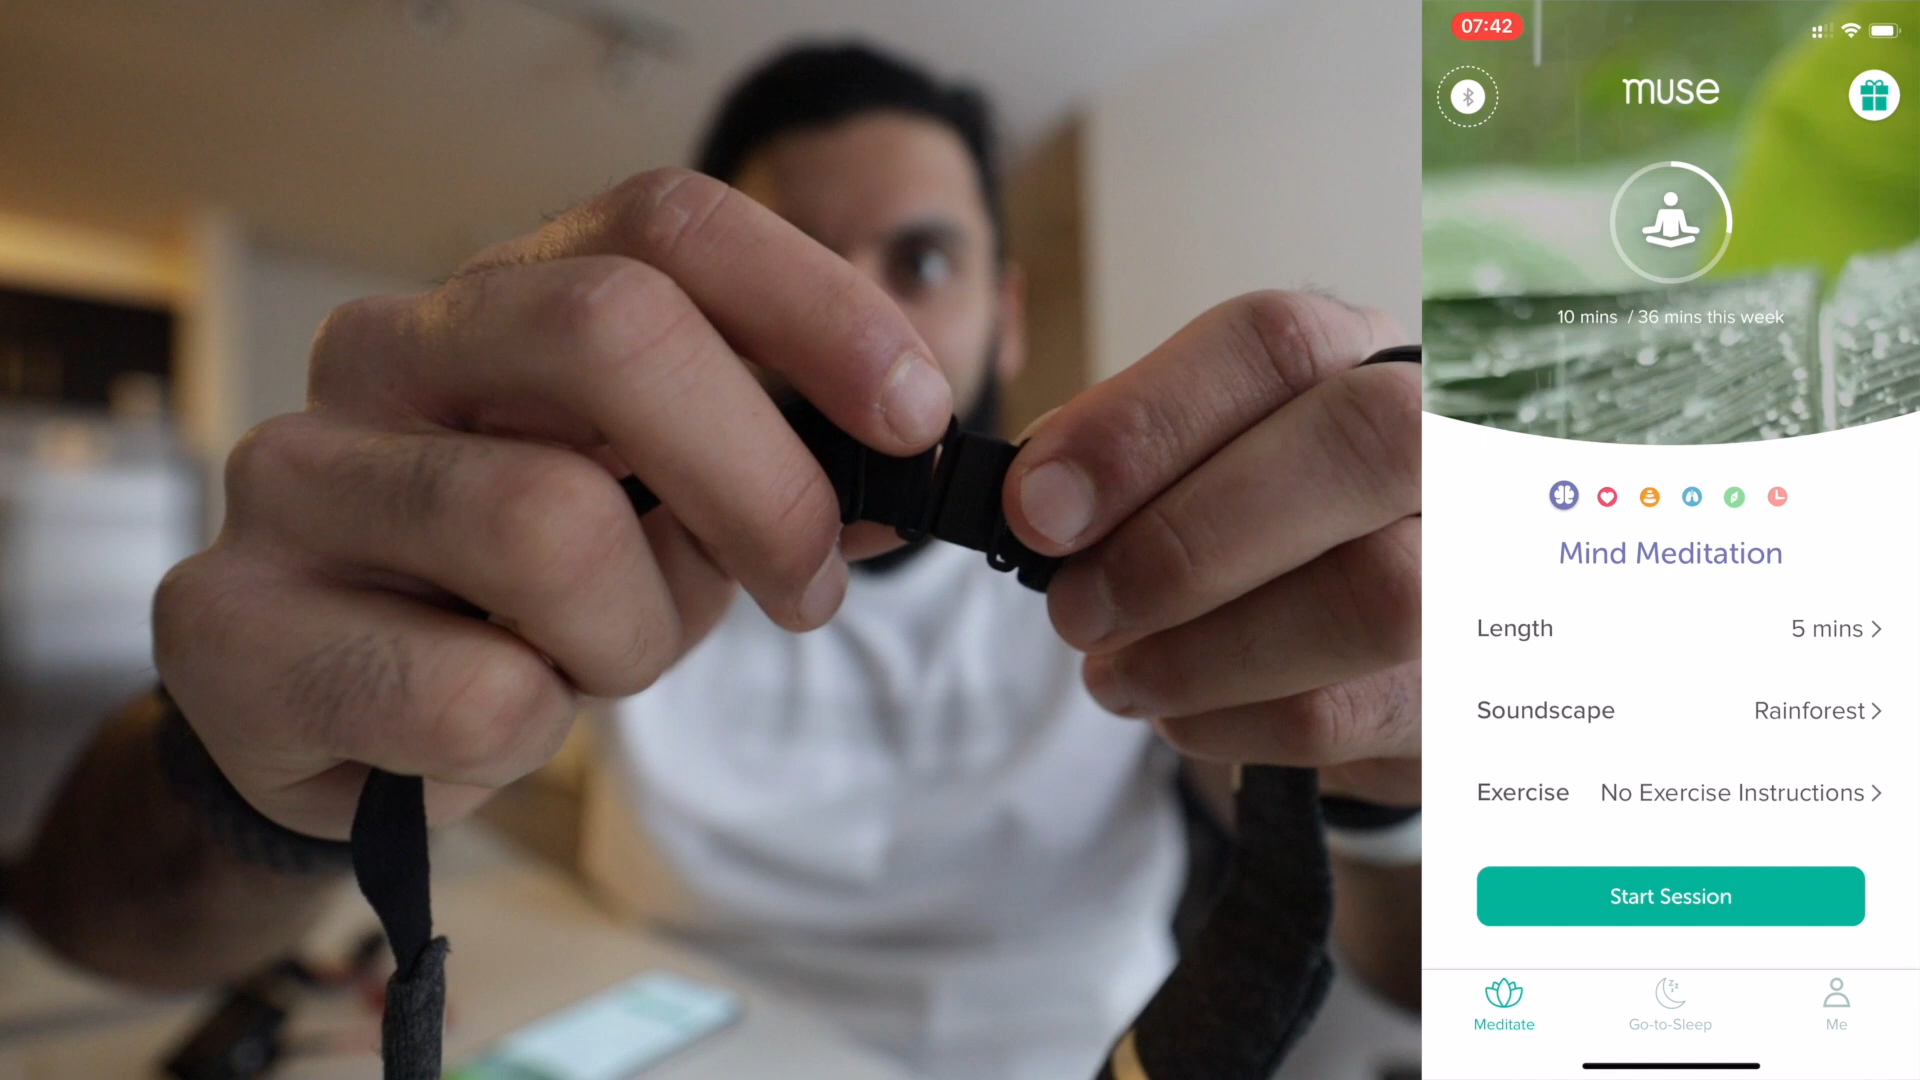 07:42
muse
10 mins / 36 mins this week
Mind Meditation
Length 5 mins
Soundscape Rainforest
Exercise No Exercise Instructions
Start Session
Meditate Go-to-Sleep Me